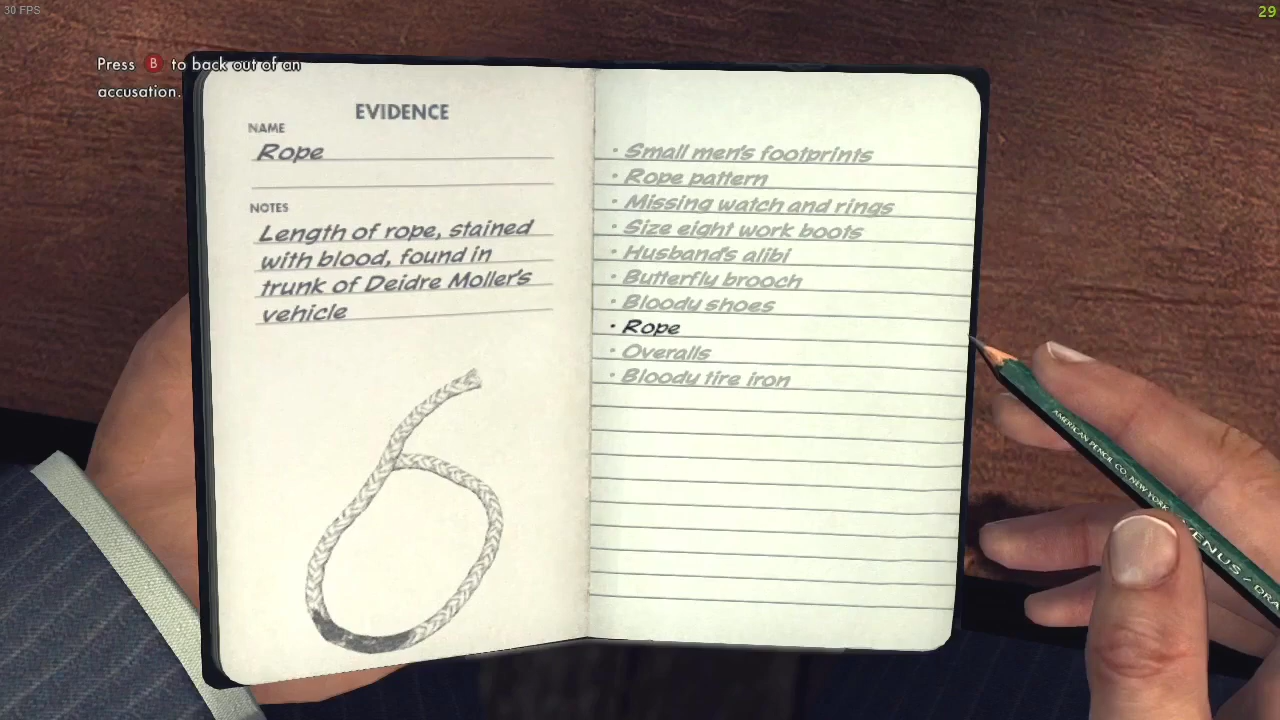 30 FPS
29
Press B to back out of an
accusation.
EVIDENCE
NAME
Rope
NOTES
Length of rope, stained
with blood, found in
trunk of Deidre Moller's
vehicle
• Small men's footprints
• Rope pattern
• Missing watch and rings
• Size eight work boots
• Husband's alibi
• Butterfly brooch
• Bloody shoes
• Rope
• Overalls
• Bloody tire iron
AMERICAN PENCIL CO. NEW YORK
VENUS / DRA